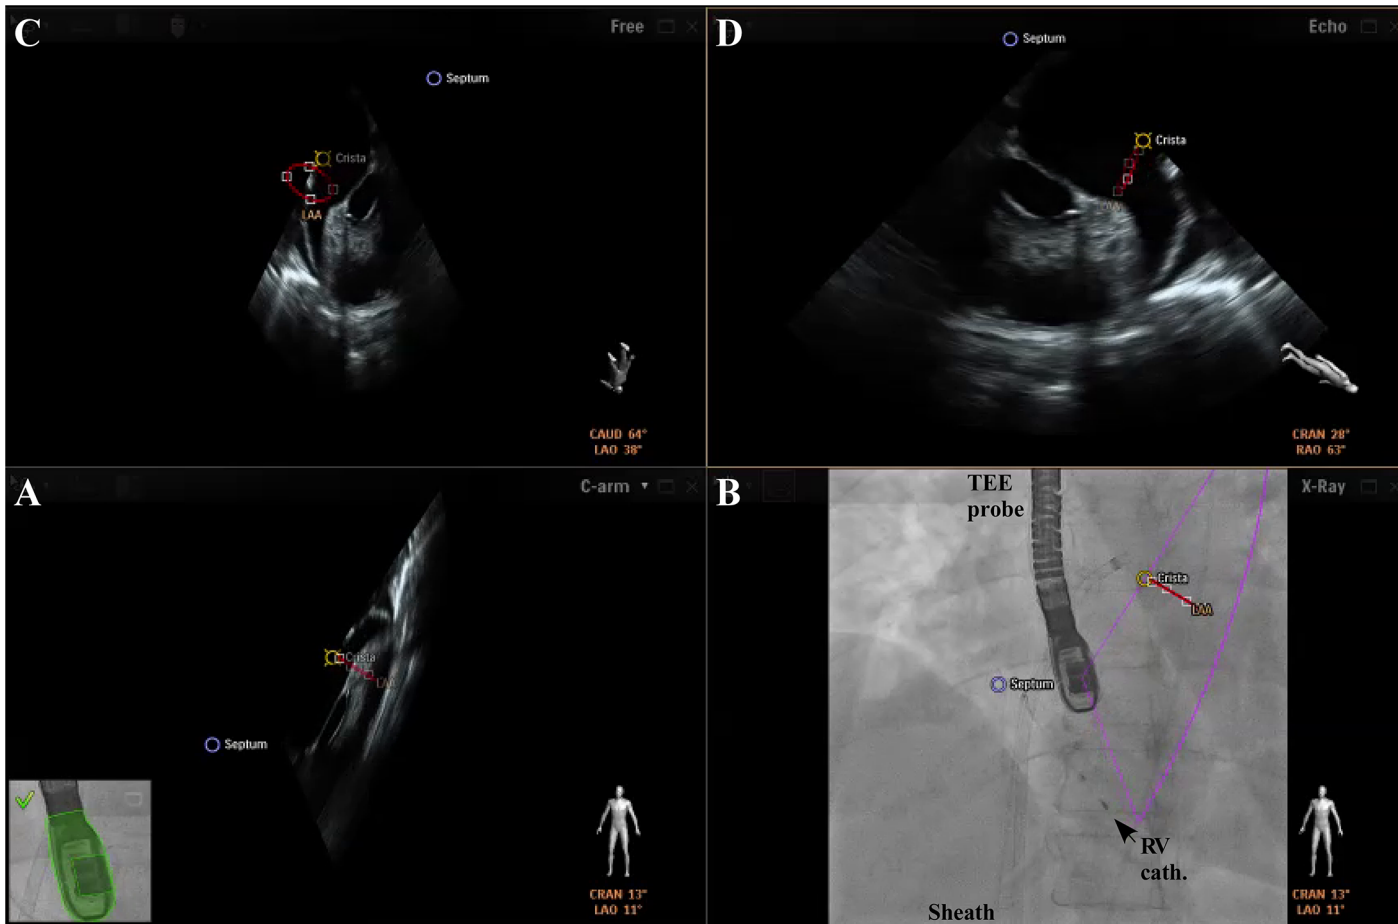 C
Free
Septum
Crista
LAA
CAUD 64°
LAO 38°
D
Echo
Septum
Crista
CRAN 28°
RAO 63°
A
C-arm
Crista
LAA
Septum
CRAN 13°
LAO 11°
B
X-Ray
TEE
probe
Crista
LAA
Septum
RV
cath.
Sheath
CRAN 13°
LAO 11°